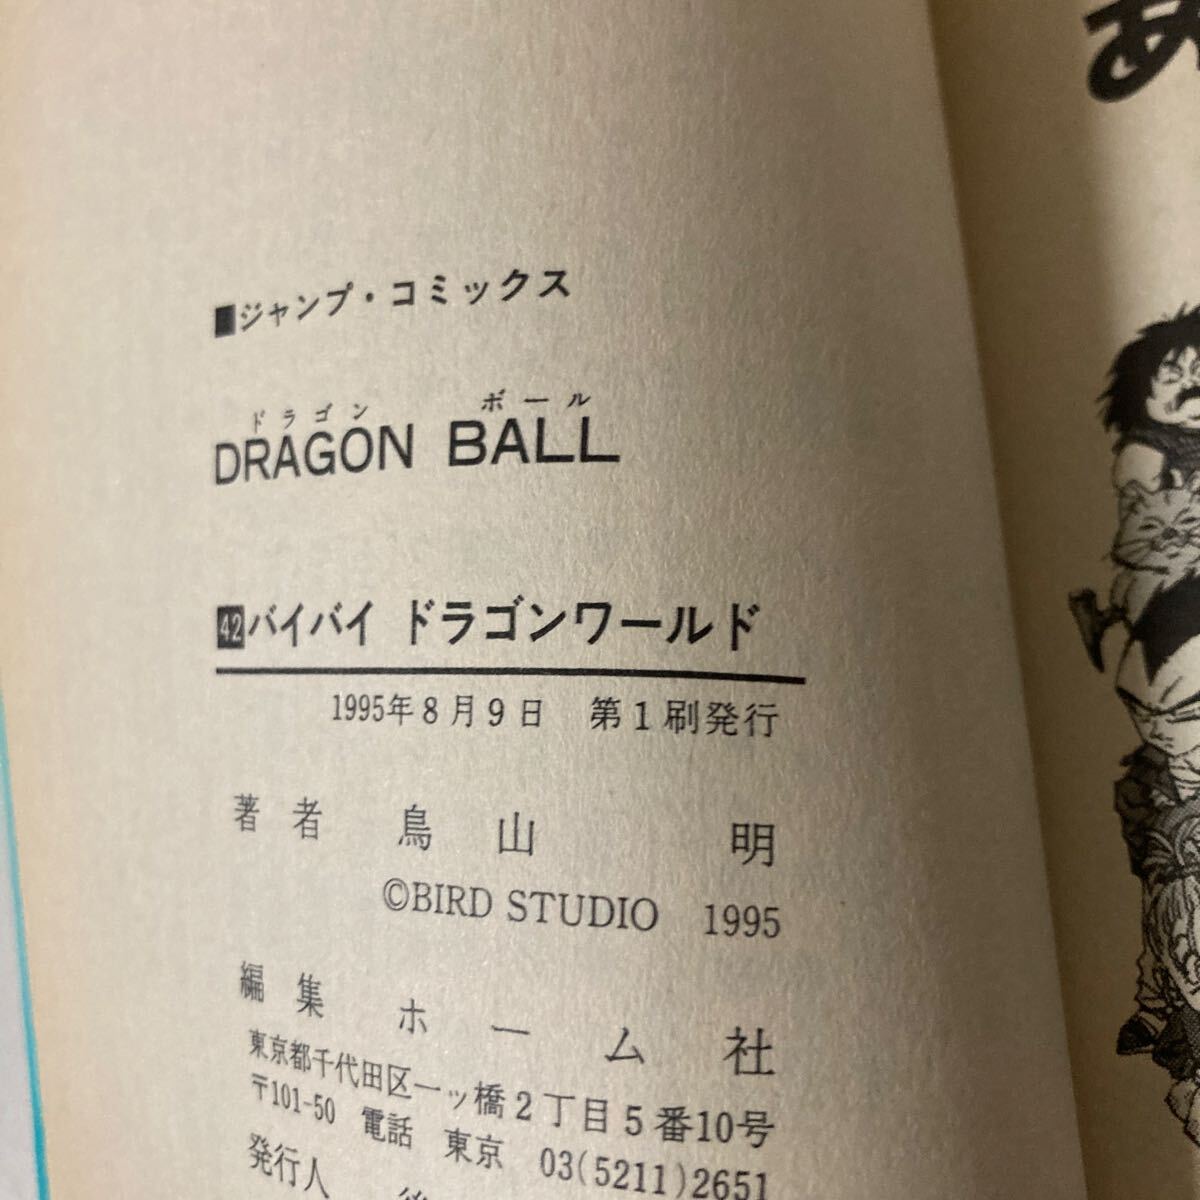 ■ジャンプ・コミックス
ドラゴン ボール
DRAGON BALL
42バイバイ ドラゴンワールド
1995年8月9日 第1刷発行
著者 鳥山 明
©BIRD STUDIO 1995
編集 ホーム社
東京都千代田区一ッ橋2丁目5番10号
〒101-50 電話 東京 03(5211)2651
発行人 後
あ